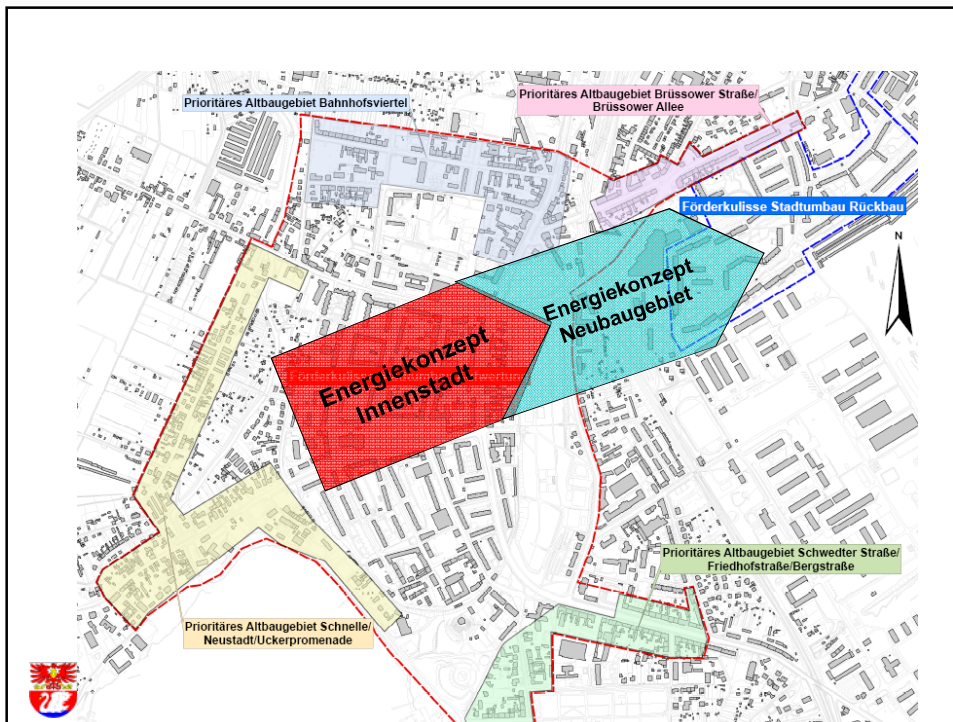 Prioritäres Altbaugebiet Bahnhofsviertel
Prioritäres Altbaugebiet Brüssower Straße/
Brüssower Allee
Förderkulisse Stadtumbau Rückbau
N
Energiekonzept
Neubaugebiet
Energiekonzept
Innenstadt
Prioritäres Altbaugebiet Schwedter Straße/
Friedhofstraße/Bergstraße
Prioritäres Altbaugebiet Schnelle/
Neustadt/Uckerpromenade